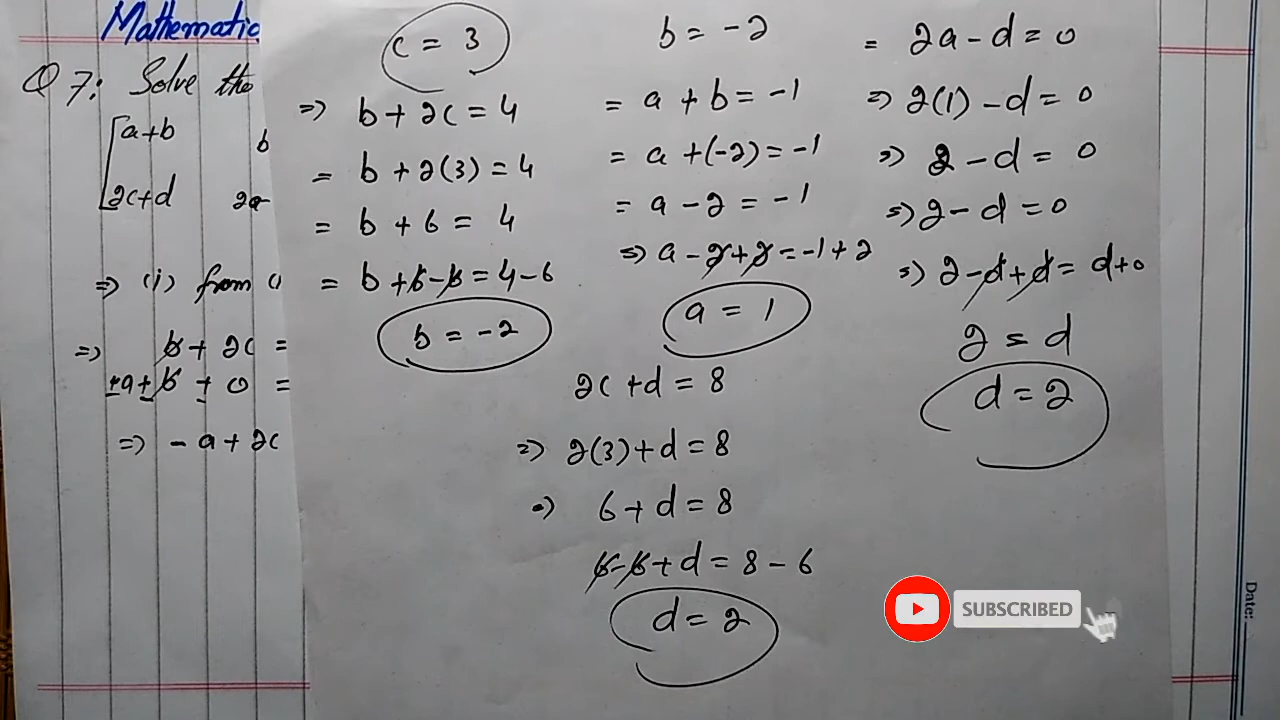 Mathematic
Q 7: Solve the
a+b b
2c+d 2a
=> (i) from
=> b + 2c =
+a + b + 0 =
=> - a + 2c
c = 3
=> b + 2c = 4
= b + 2(3) = 4
= b + 6 = 4
= b + 6 - 6 = 4 - 6
b = -2
b = -2
= a + b = -1
= a + (-2) = -1
= a - 2 = -1
=> a - 2 + 2 = -1 + 2
a = 1
= 2a - d = 0
=> 2(1) - d = 0
=> 2 - d = 0
=> 2 - d = 0
=> 2 - d + d = d + 0
2 = d
d = 2
2c + d = 8
=> 2(3) + d = 8
=> 6 + d = 8
6 - 6 + d = 8 - 6
d = 2
SUBSCRIBED
Date: